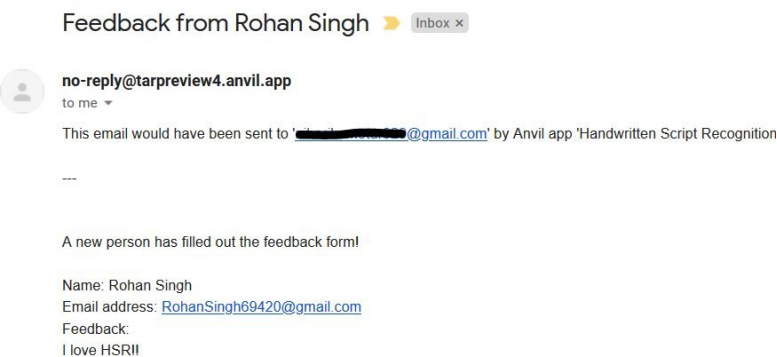 Feedback from Rohan Singh Inbox ×
no-reply@tarpreview4.anvil.app
to me
This email would have been sent to '@gmail.com' by Anvil app 'Handwritten Script Recognition
---
A new person has filled out the feedback form!
Name: Rohan Singh
Email address: RohanSingh69420@gmail.com
Feedback:
I love HSR!!